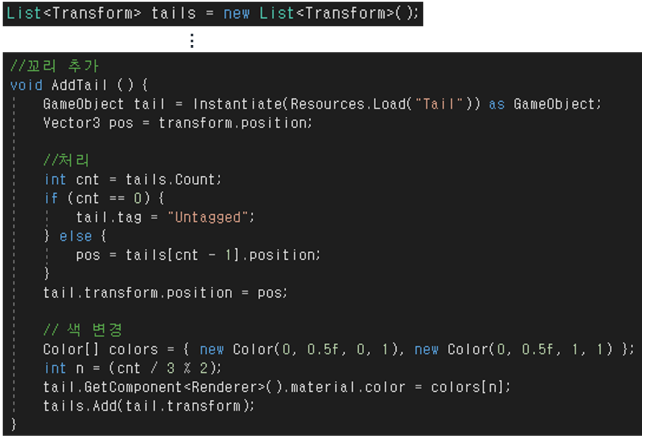 List<Transform> tails = new List<Transform>();
⋮
//꼬리 추가
void AddTail () {
GameObject tail = Instantiate(Resources.Load("Tail")) as GameObject;
Vector3 pos = transform.position;
//처리
int cnt = tails.Count;
if (cnt == 0) {
tail.tag = "Untagged";
} else {
pos = tails[cnt - 1].position;
}
tail.transform.position = pos;
// 색 변경
Color[] colors = { new Color(0, 0.5f, 0, 1), new Color(0, 0.5f, 1, 1) };
int n = (cnt / 3 % 2);
tail.GetComponent<Renderer>().material.color = colors[n];
tails.Add(tail.transform);
}